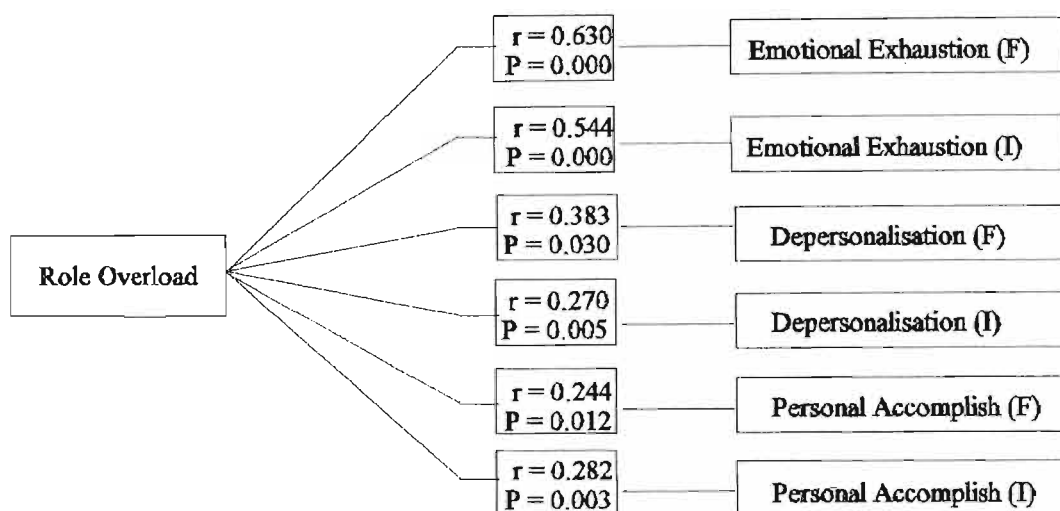 r = 0.630
P = 0.000
Emotional Exhaustion (F)
r = 0.544
P = 0.000
Emotional Exhaustion (I)
r = 0.383
P = 0.030
Depersonalisation (F)
Role Overload
r = 0.270
P = 0.005
Depersonalisation (I)
r = 0.244
P = 0.012
Personal Accomplish (F)
r = 0.282
P = 0.003
Personal Accomplish (I)